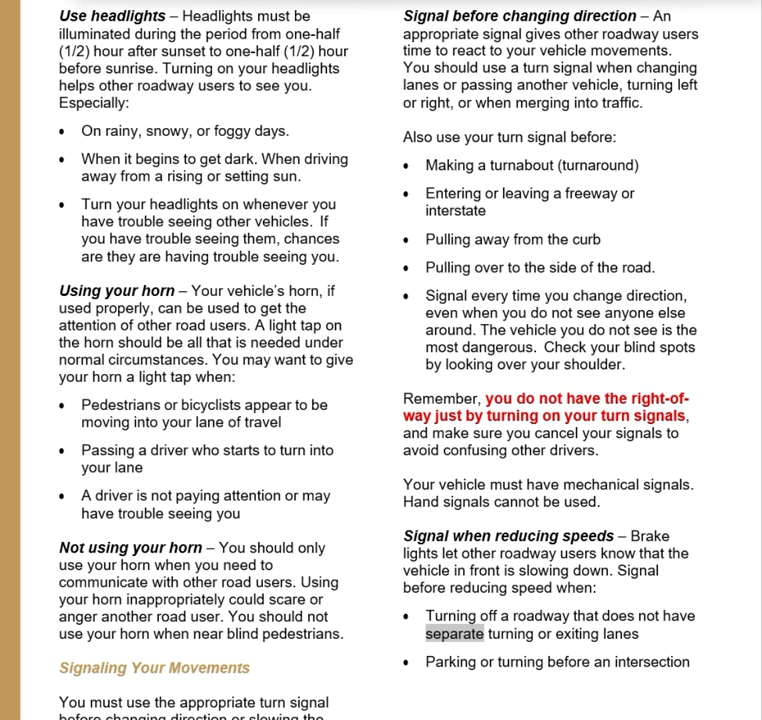 Use headlights – Headlights must be
illuminated during the period from one-half
(1/2) hour after sunset to one-half (1/2) hour
before sunrise. Turning on your headlights
helps other roadway users to see you.
Especially:
• On rainy, snowy, or foggy days.
• When it begins to get dark. When driving
away from a rising or setting sun.
• Turn your headlights on whenever you
have trouble seeing other vehicles. If
you have trouble seeing them, chances
are they are having trouble seeing you.
Using your horn – Your vehicle's horn, if
used properly, can be used to get the
attention of other road users. A light tap on
the horn should be all that is needed under
normal circumstances. You may want to give
your horn a light tap when:
• Pedestrians or bicyclists appear to be
moving into your lane of travel
• Passing a driver who starts to turn into
your lane
• A driver is not paying attention or may
have trouble seeing you
Not using your horn – You should only
use your horn when you need to
communicate with other road users. Using
your horn inappropriately could scare or
anger another road user. You should not
use your horn when near blind pedestrians.
Signaling Your Movements
You must use the appropriate turn signal
before changing direction or slowing the
Signal before changing direction – An
appropriate signal gives other roadway users
time to react to your vehicle movements.
You should use a turn signal when changing
lanes or passing another vehicle, turning left
or right, or when merging into traffic.
Also use your turn signal before:
• Making a turnabout (turnaround)
• Entering or leaving a freeway or
interstate
• Pulling away from the curb
• Pulling over to the side of the road.
• Signal every time you change direction,
even when you do not see anyone else
around. The vehicle you do not see is the
most dangerous. Check your blind spots
by looking over your shoulder.
Remember, you do not have the right-of-
way just by turning on your turn signals,
and make sure you cancel your signals to
avoid confusing other drivers.
Your vehicle must have mechanical signals.
Hand signals cannot be used.
Signal when reducing speeds – Brake
lights let other roadway users know that the
vehicle in front is slowing down. Signal
before reducing speed when:
• Turning off a roadway that does not have
separate turning or exiting lanes
• Parking or turning before an intersection